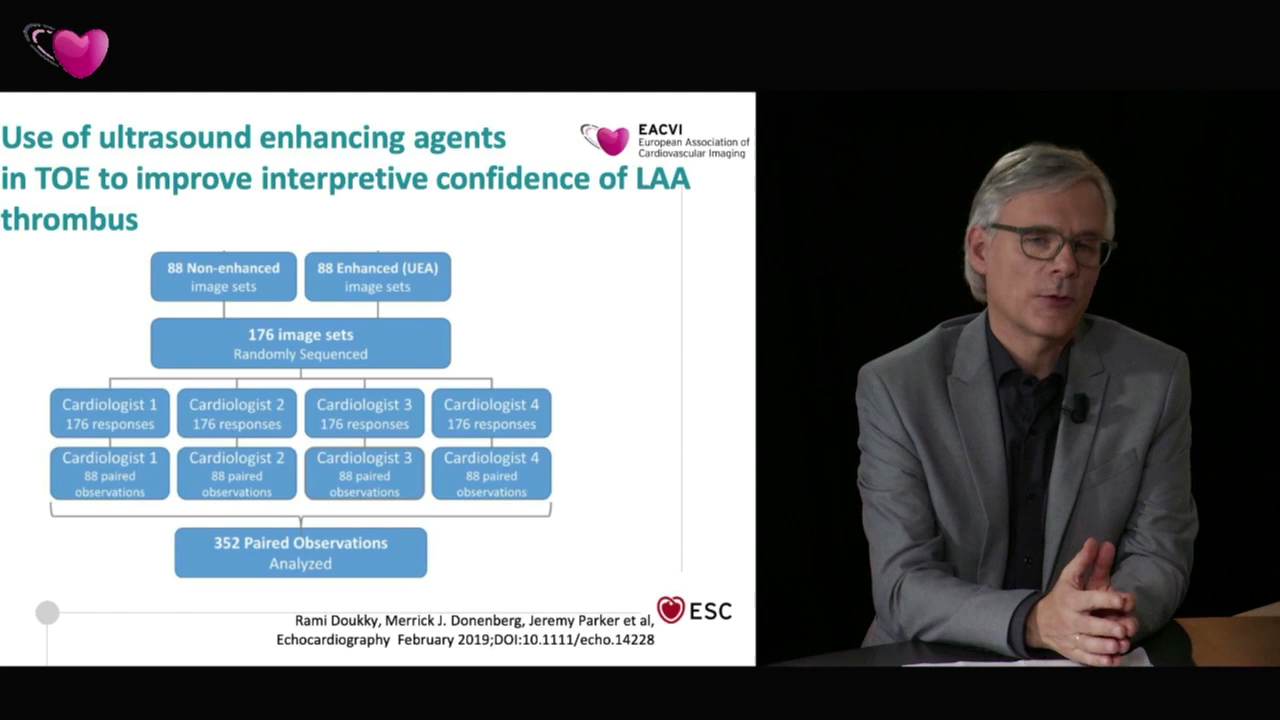 Use of ultrasound enhancing agents
in TOE to improve interpretive confidence of LAA
thrombus
EACVI
European Association of
Cardiovascular Imaging
88 Non-enhanced
image sets
88 Enhanced (UEA)
image sets
176 image sets
Randomly Sequenced
Cardiologist 1
176 responses
Cardiologist 2
176 responses
Cardiologist 3
176 responses
Cardiologist 4
176 responses
Cardiologist 1
88 paired
observations
Cardiologist 2
88 paired
observations
Cardiologist 3
88 paired
observations
Cardiologist 4
88 paired
observations
352 Paired Observations
Analyzed
ESC
Rami Doukky, Merrick J. Donenberg, Jeremy Parker et al,
Echocardiography February 2019;DOI:10.1111/echo.14228